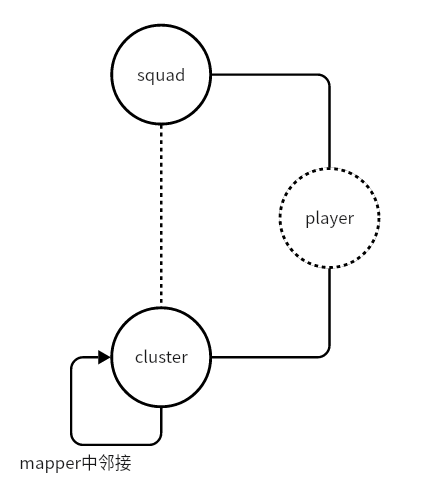 squad
player
cluster
mapper中邻接